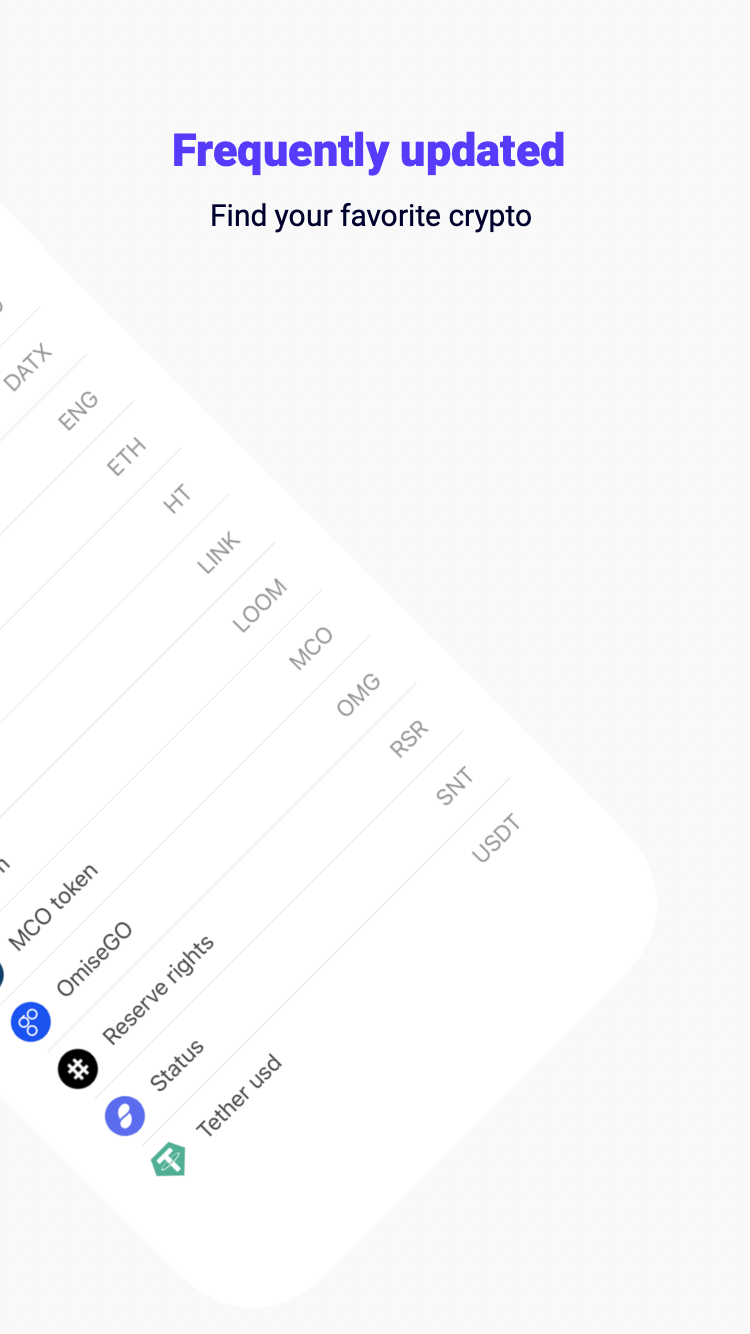 Frequently updated
Find your favorite crypto
DATX
ENG
ETH
HT
LINK
LOOM
MCO token MCO
OmiseGO OMG
Reserve rights RSR
Status SNT
Tether usd USDT